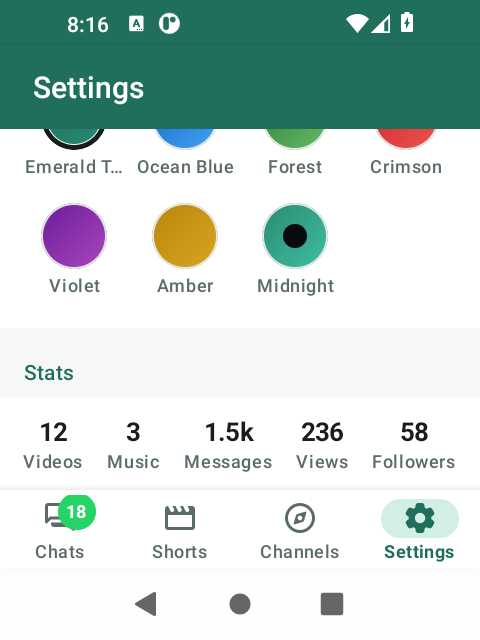 8:16
Settings
Emerald T... Ocean Blue Forest Crimson
Violet Amber Midnight
Stats
12 3 1.5k 236 58
Videos Music Messages Views Followers
18
Chats Shorts Channels Settings